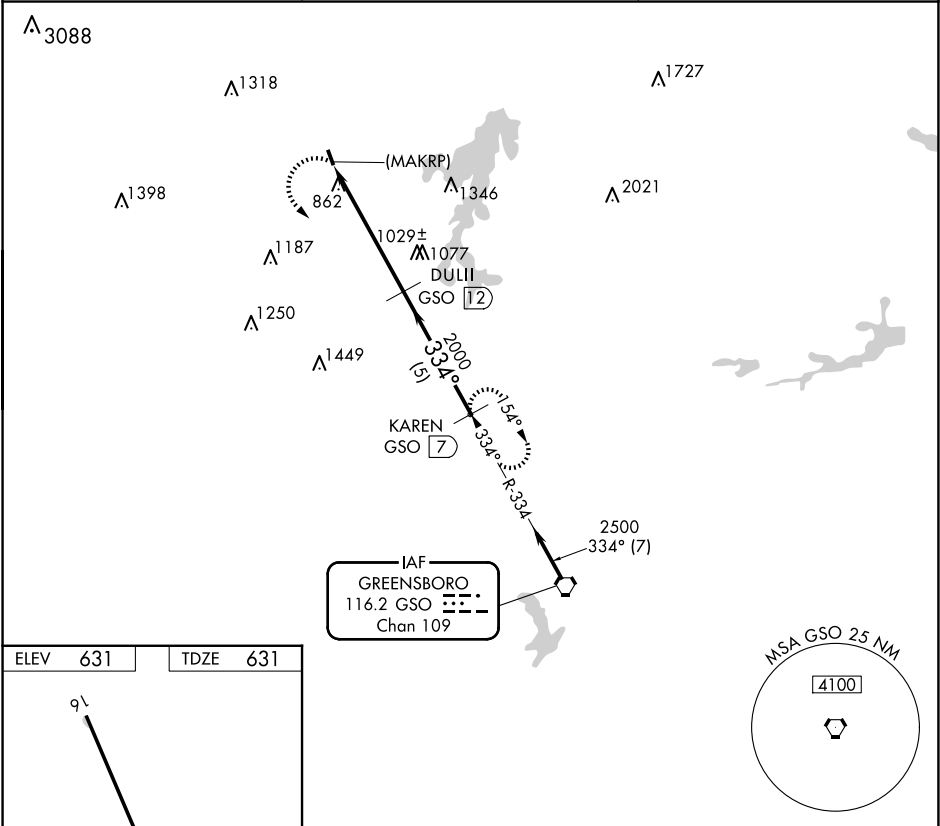 3088
1318
1727
(MAKRP)
1398
862
1346
2021
1187
1029±
1077
DULII
GSO 12
1250
1449
2000
334°
(5)
KAREN
GSO 7
154°
334°
R-334
2500
334° (7)
IAF
GREENSBORO
116.2 GSO
Chan 109
ELEV 631
TDZE 631
16
MSA GSO 25 NM
4100